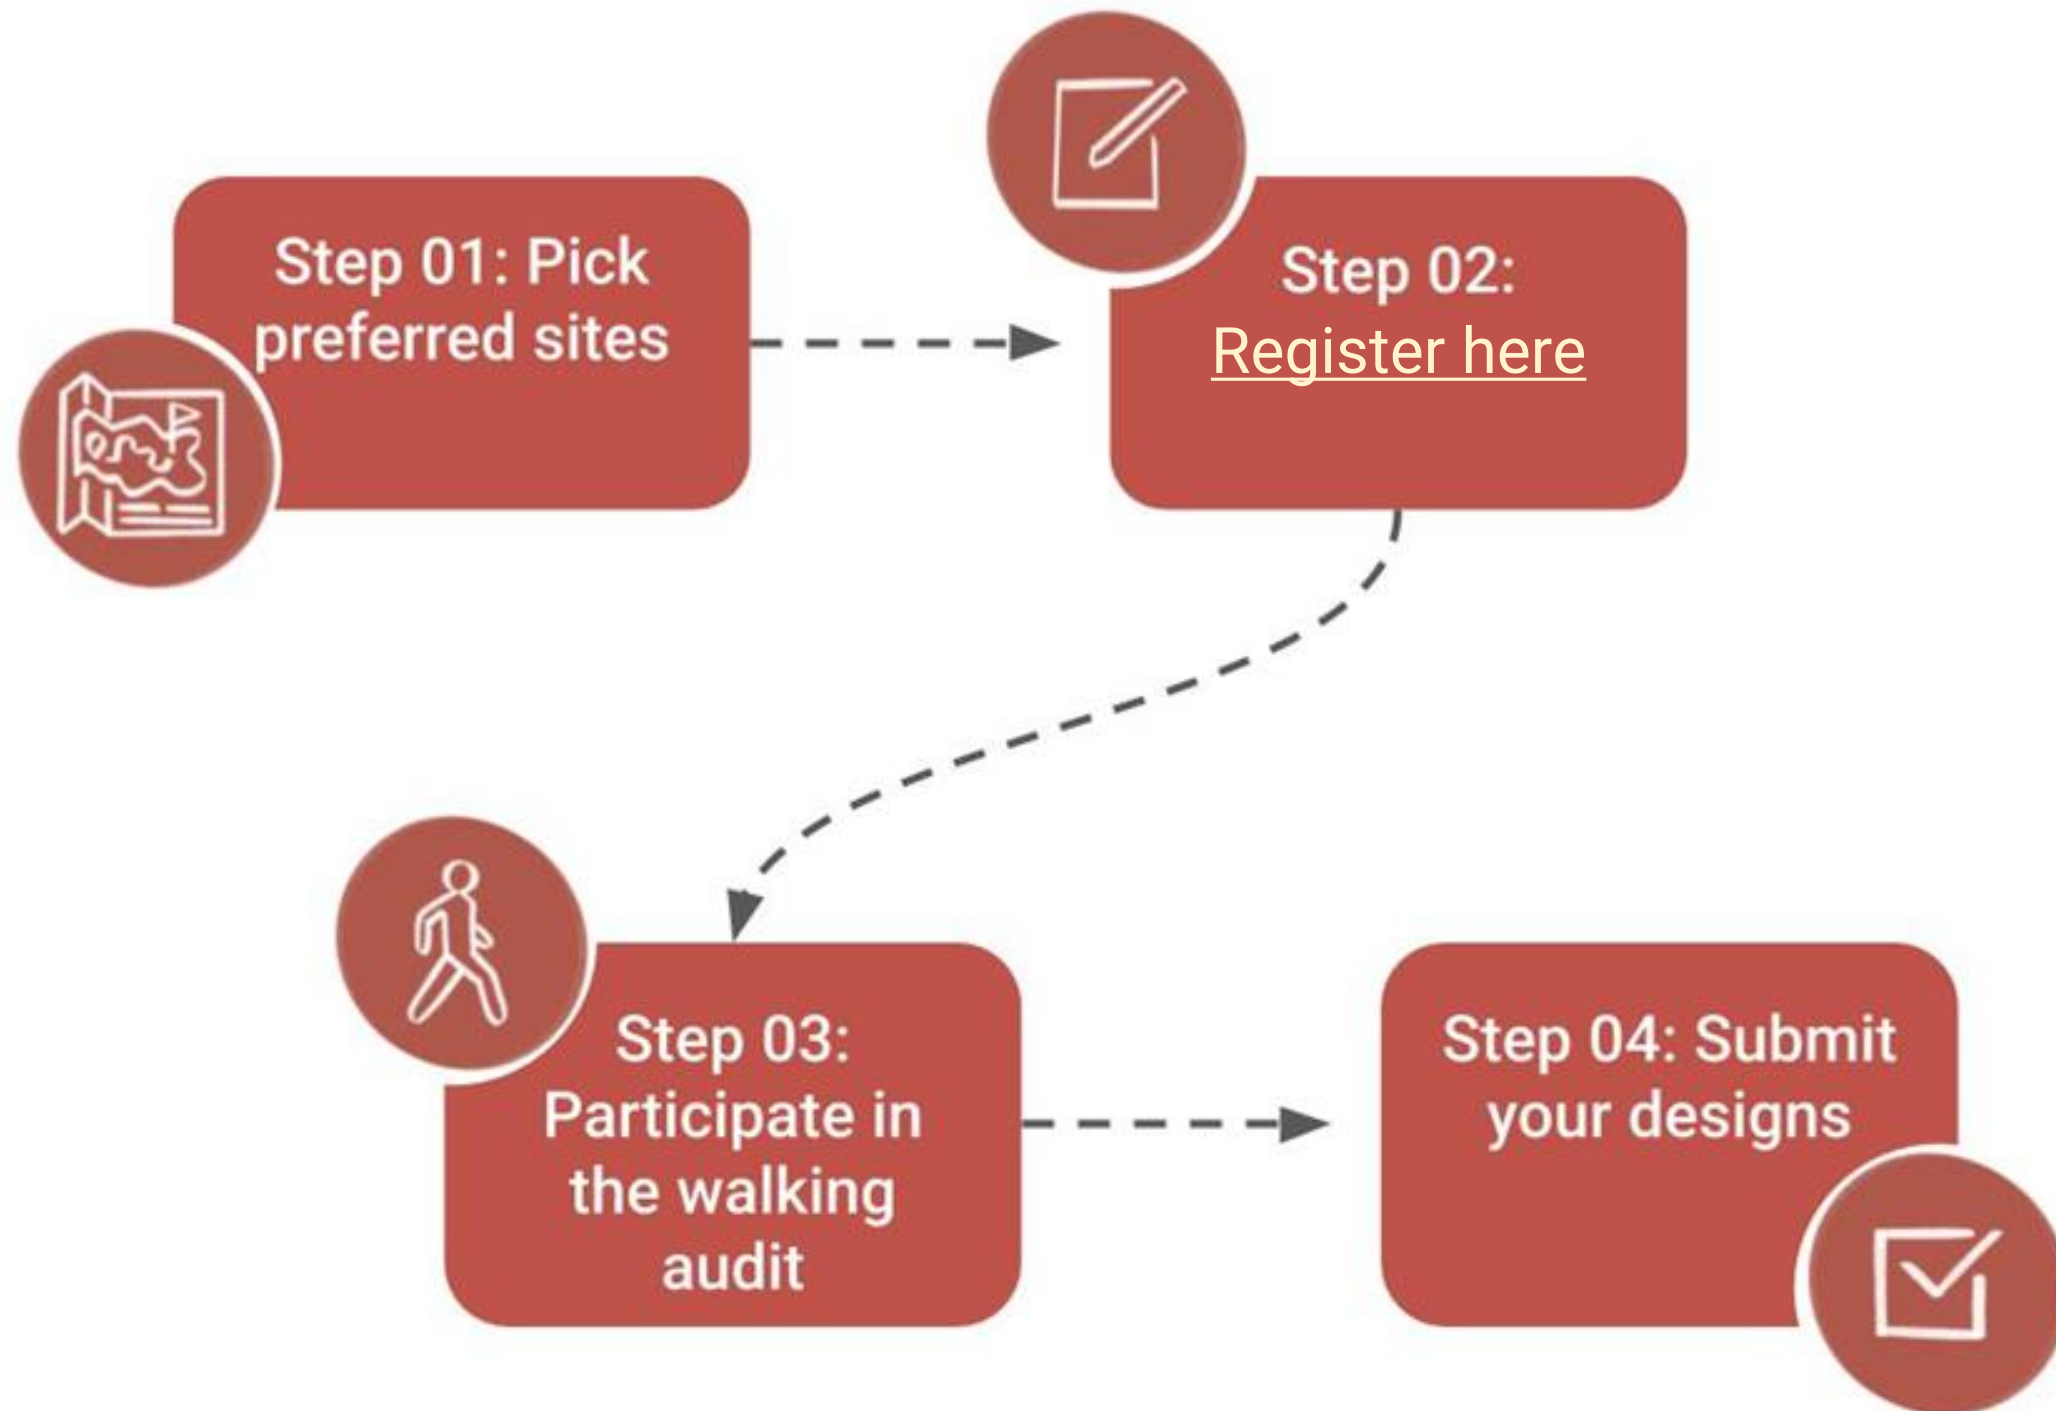 Step 01: Pick
preferred sites
Step 02:
Register here
Step 03:
Participate in
the walking
audit
Step 04: Submit
your designs